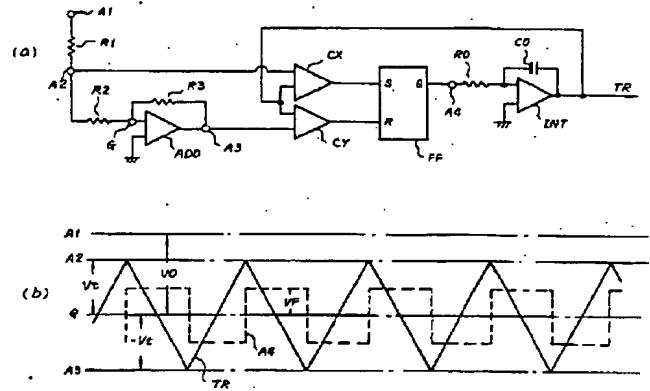 (a)
A1
R1
A2
R2
R3
G
ADD
A3
CX
CY
S
R
Q
FF
A4
R0
C0
INT
TR
(b)
A1
A2
Vt
V0
G
VF
-Vt
A4
A3
TR